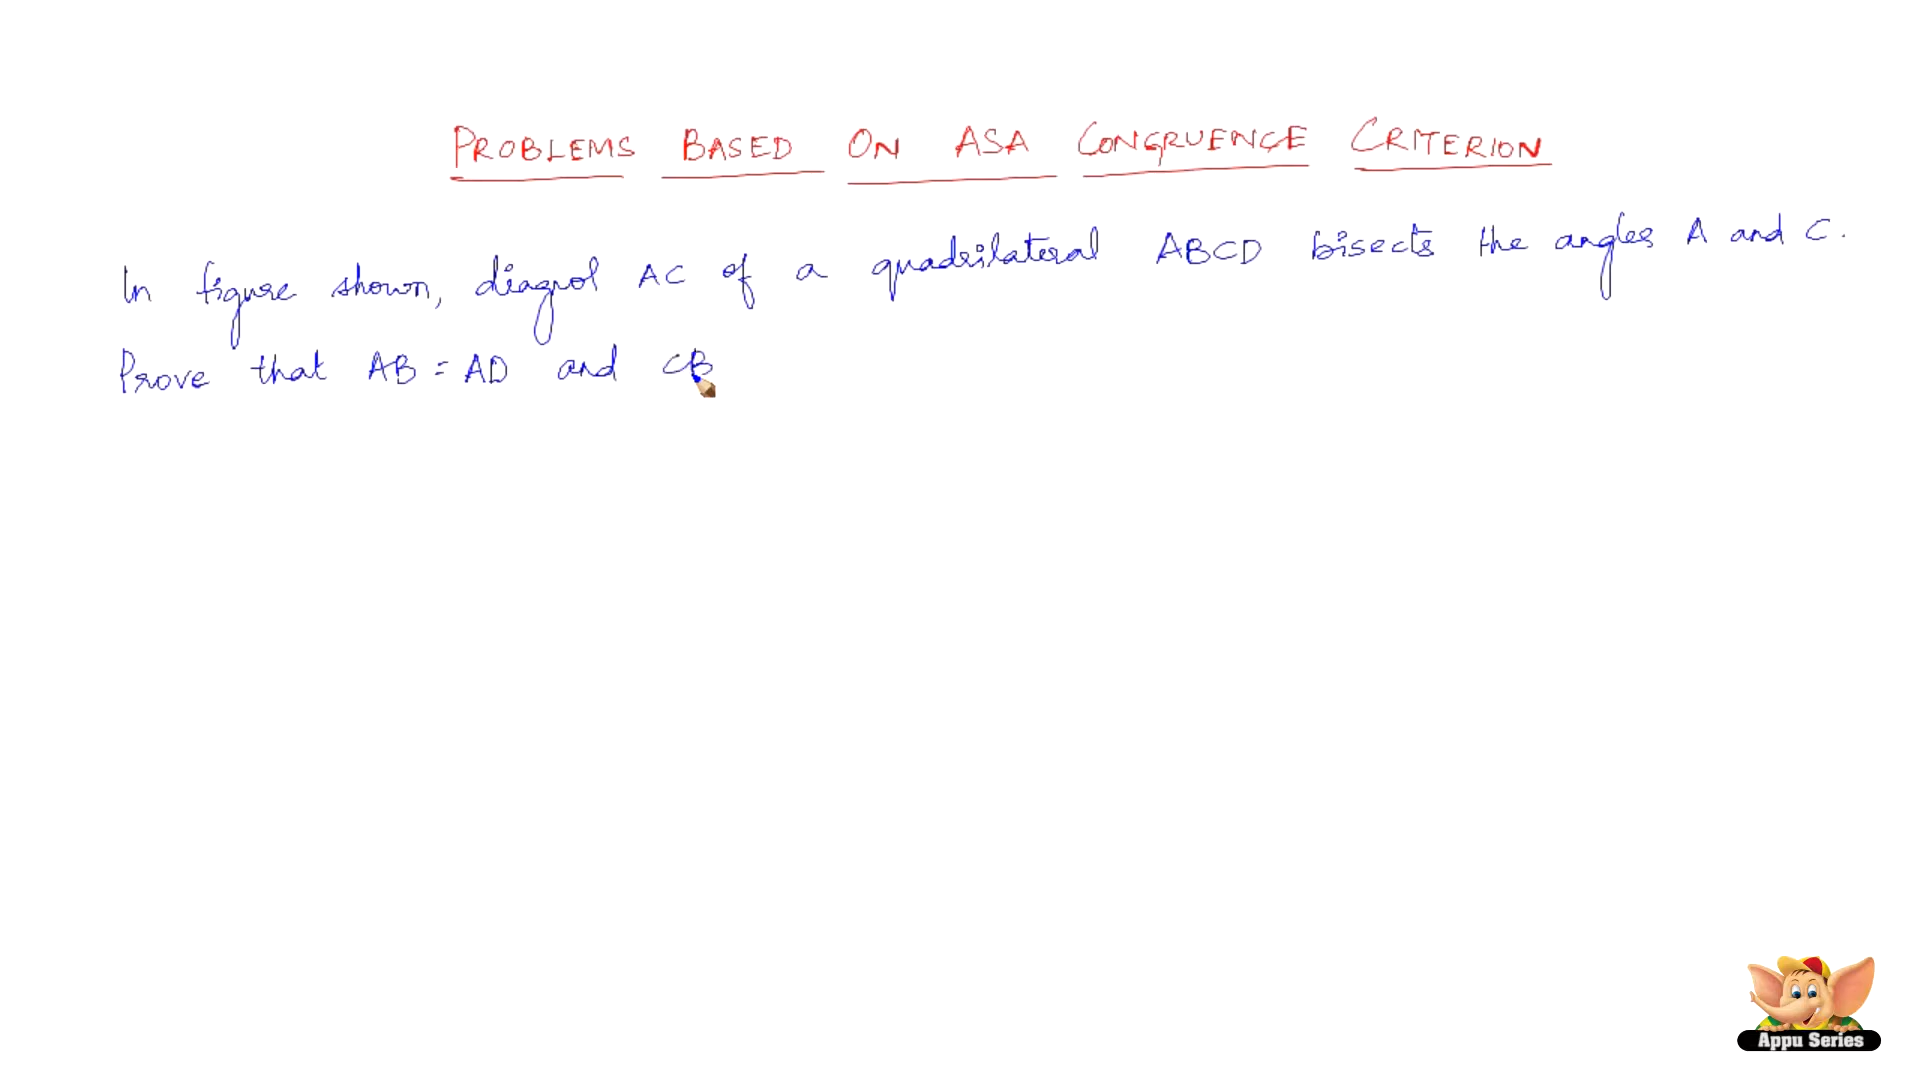 PROBLEMS BASED ON ASA CONGRUENCE CRITERION
In figure shown, diagnol AC of a quadrilateral ABCD bisects the angles A and C.
Prove that AB = AD and CB
Appu Series